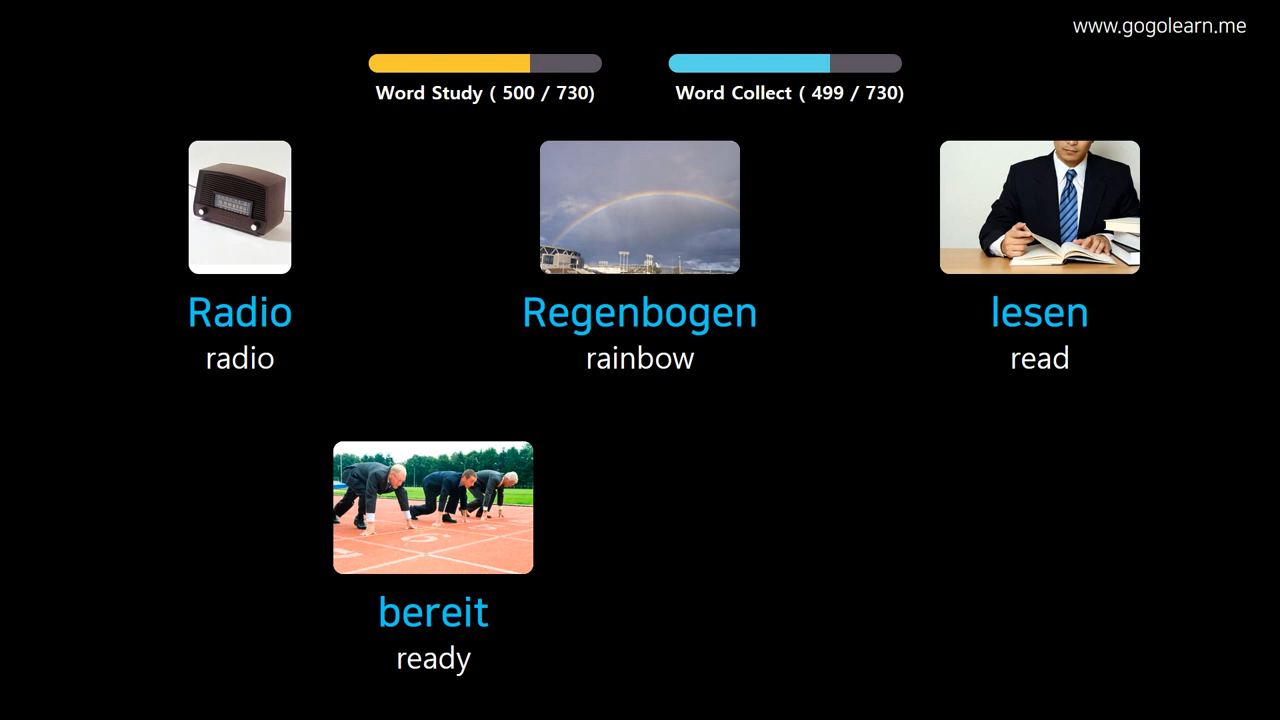 www.gogolearn.me
Word Study ( 500 / 730)
Word Collect ( 499 / 730)
Radio
radio
Regenbogen
rainbow
lesen
read
bereit
ready